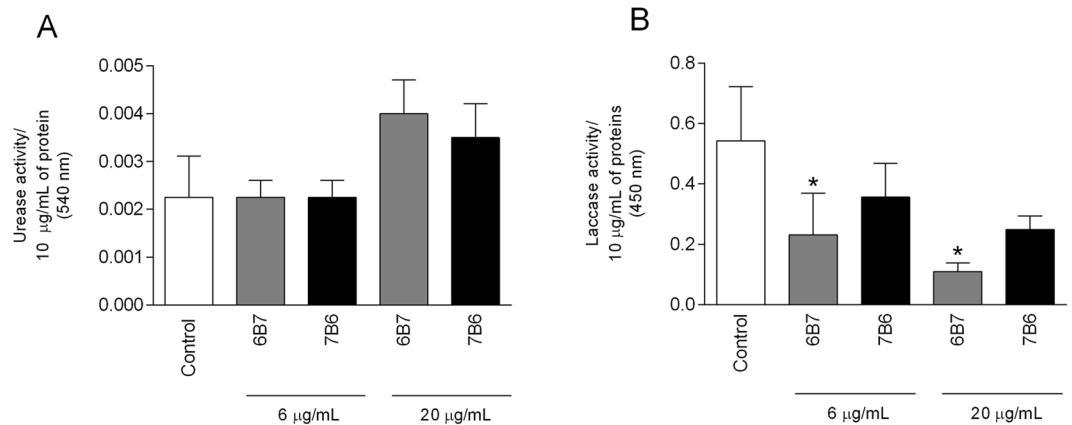 A
Urease activity/
10 μg/mL of protein
(540 nm)
0.005
0.004
0.003
0.002
0.001
0.000
Control
6B7
7B6
6B7
7B6
6 μg/mL
20 μg/mL
B
Laccase activity/
10 μg/mL of proteins
(450 nm)
0.8
0.6
0.4
0.2
0.0
*
*
Control
6B7
7B6
6B7
7B6
6 μg/mL
20 μg/mL